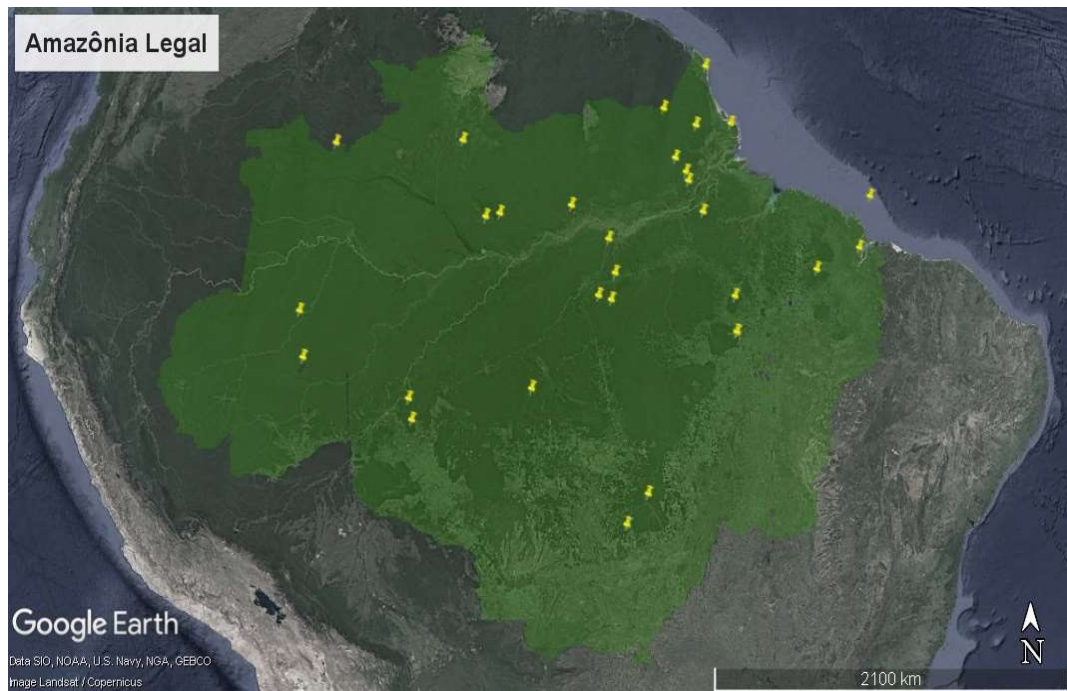 Amazônia Legal
Google Earth
Data SIO, NOAA, U.S. Navy, NGA, GEBCO
Image Landsat / Copernicus
N
2100 km